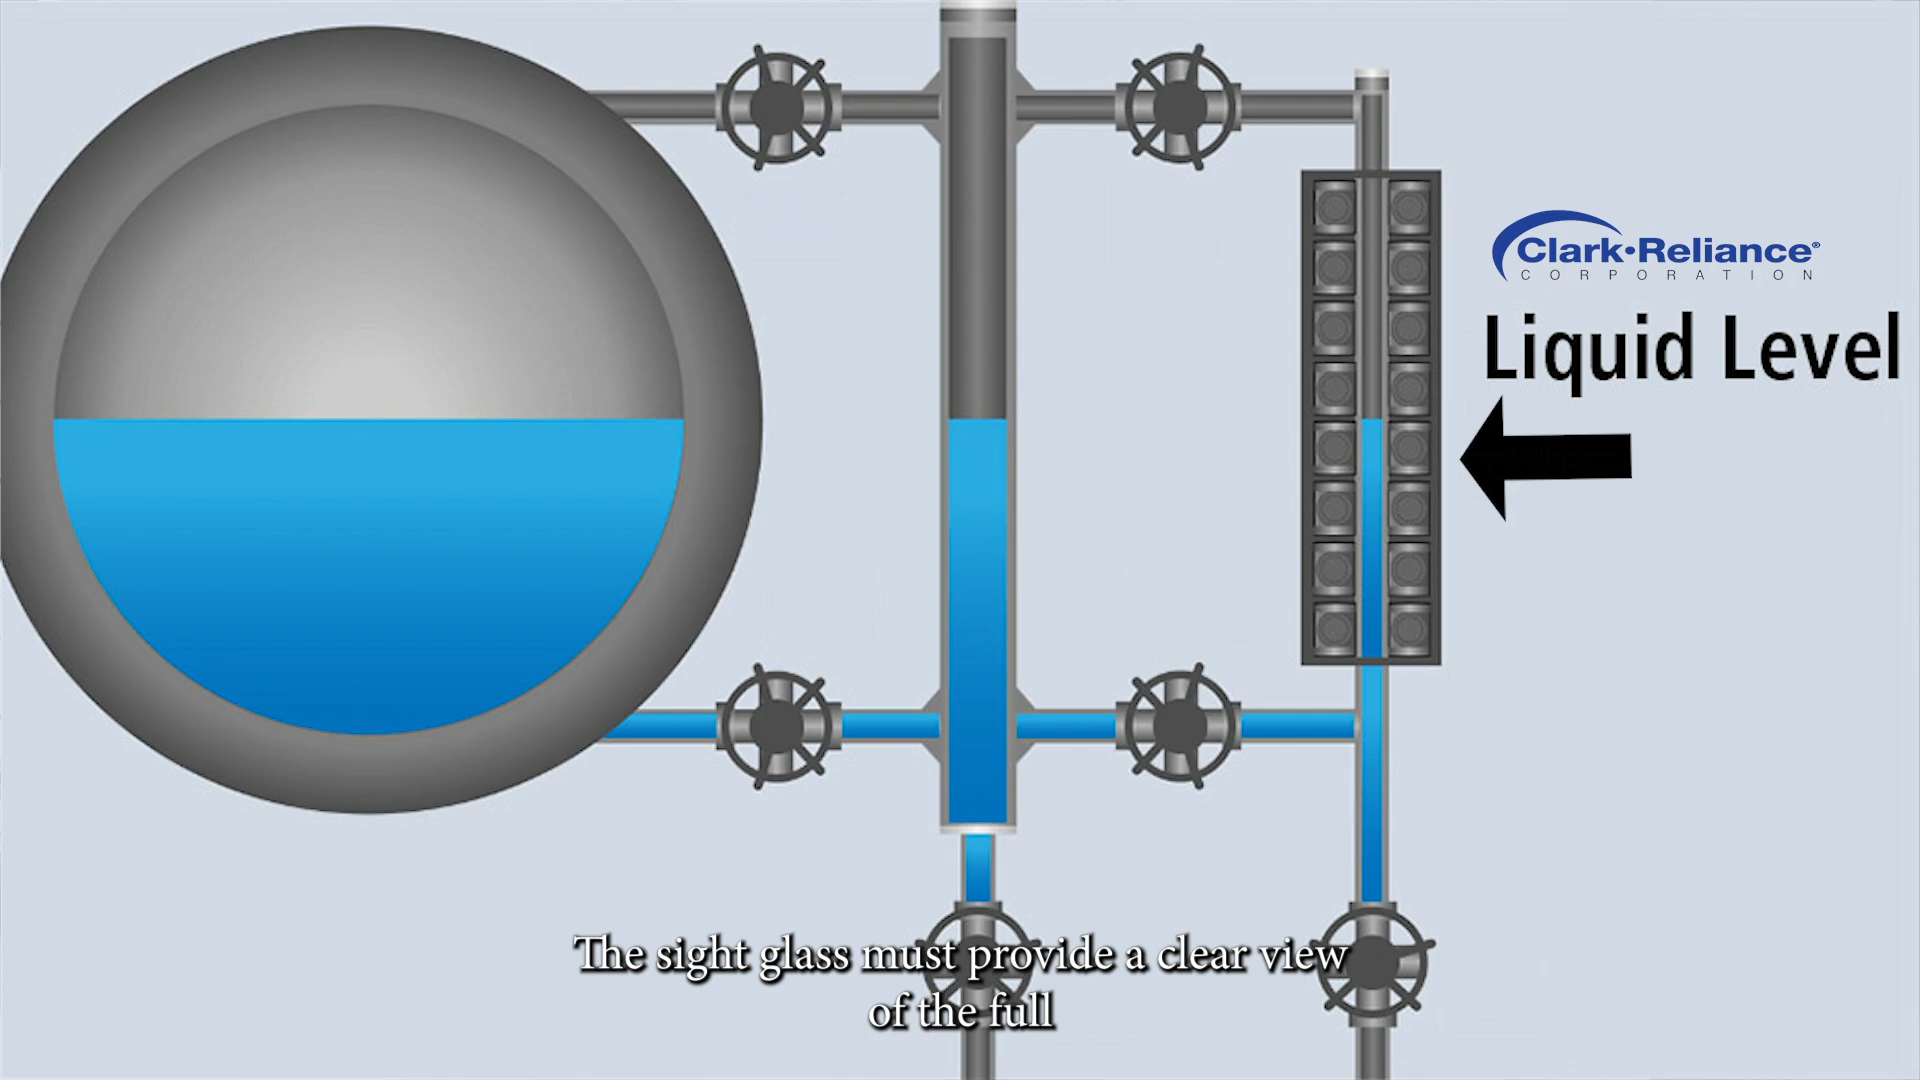 Clark·Reliance®
CORPORATION
Liquid Level
The sight glass must provide a clear view
of the full